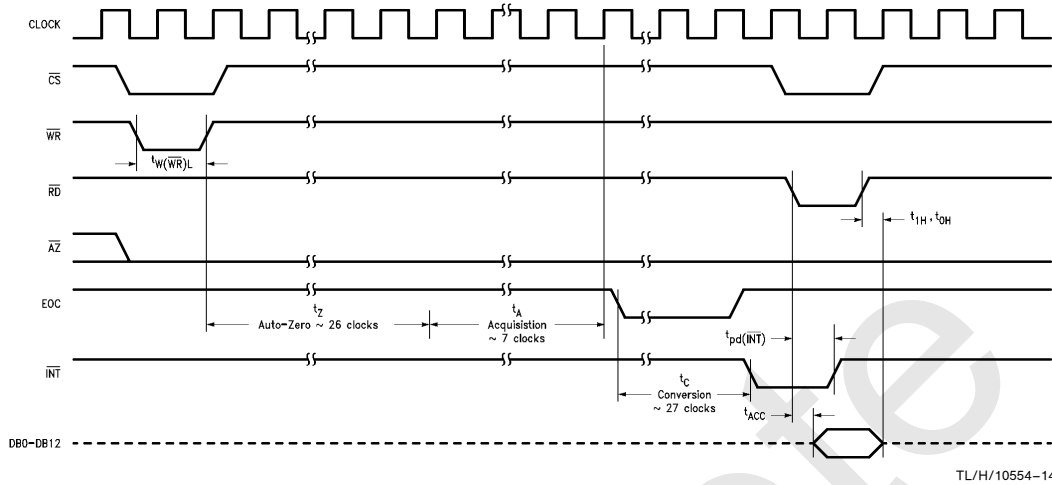 CLOCK
CS
WR
tW(WR)L
RD
t1H, t0H
AZ
EOC
tZ
Auto-Zero ~ 26 clocks
tA
Acquisistion
~ 7 clocks
tpd(INT)
INT
tC
Conversion
~ 27 clocks
tACC
DB0-DB12
TL/H/10554-14